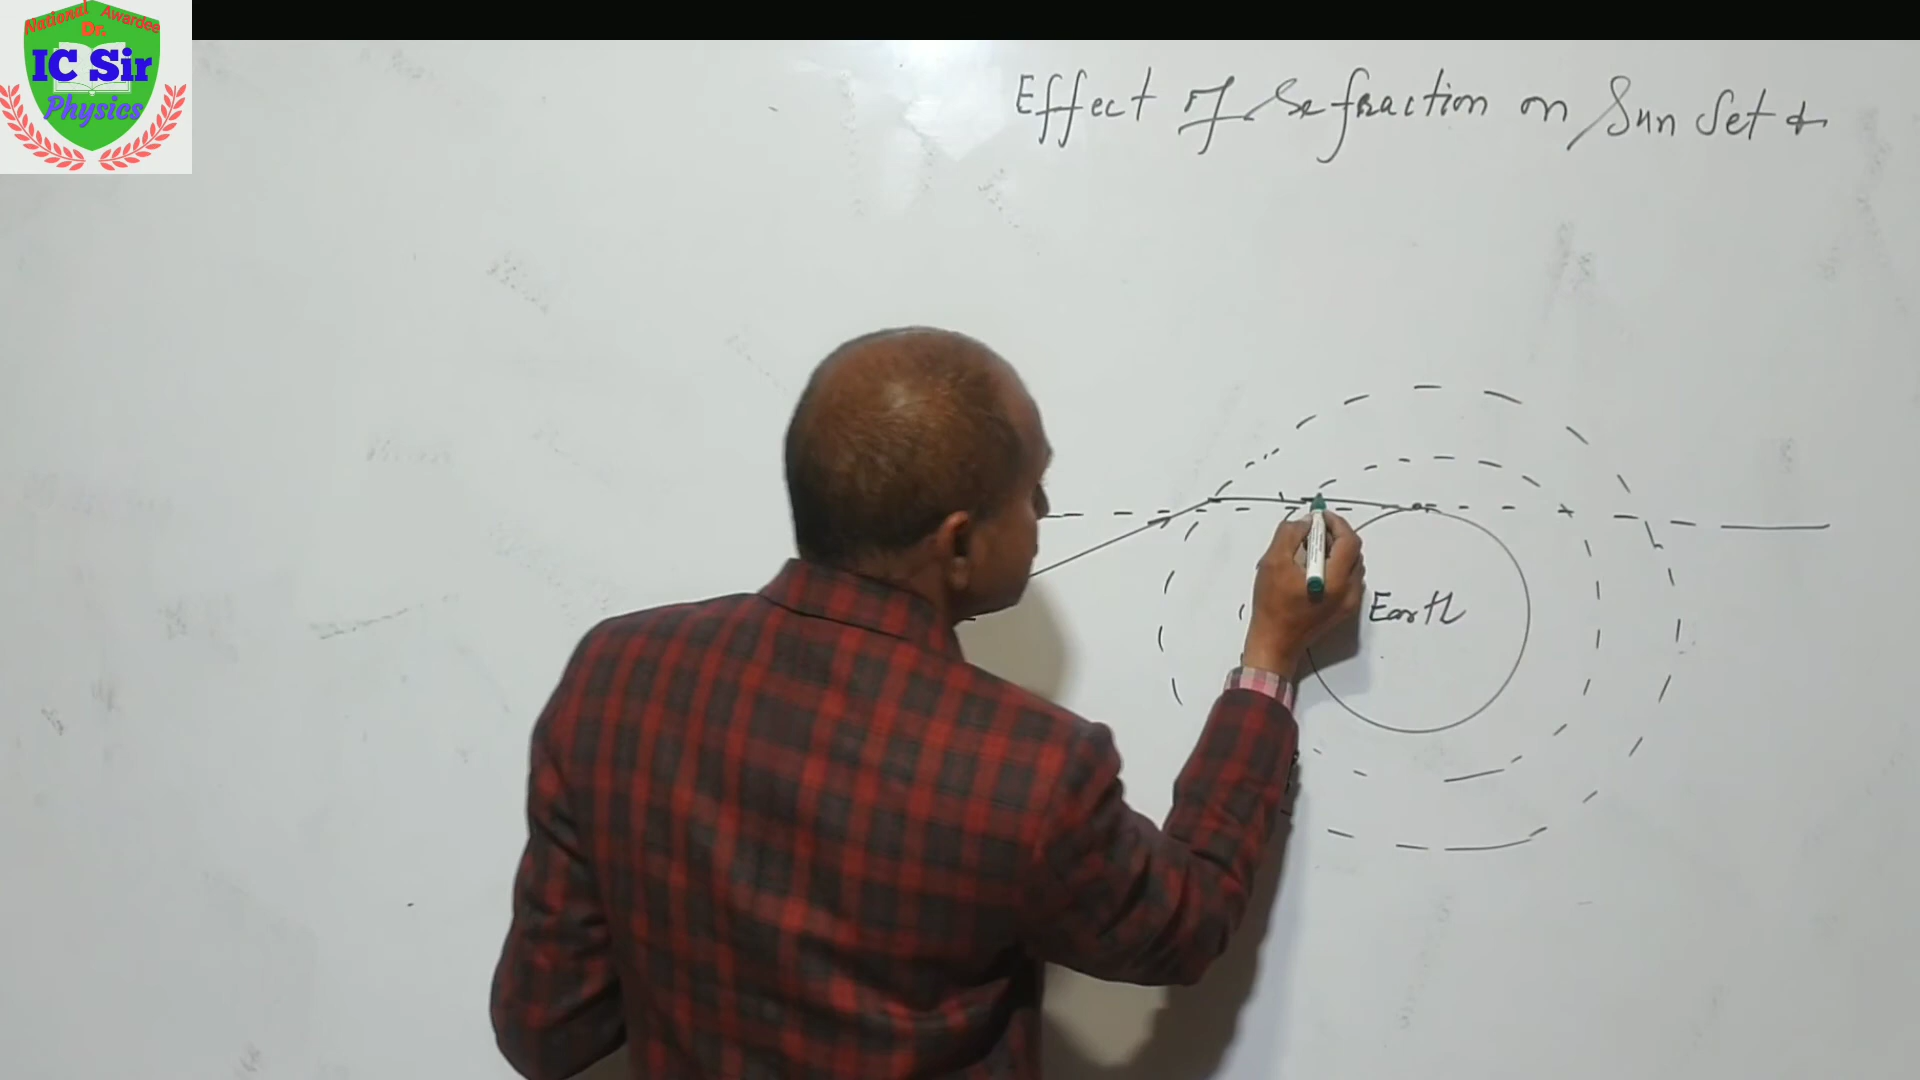 National Awardee
Dr.
IC Sir
Physics
Effect of Refraction on Sun Set &
Earth